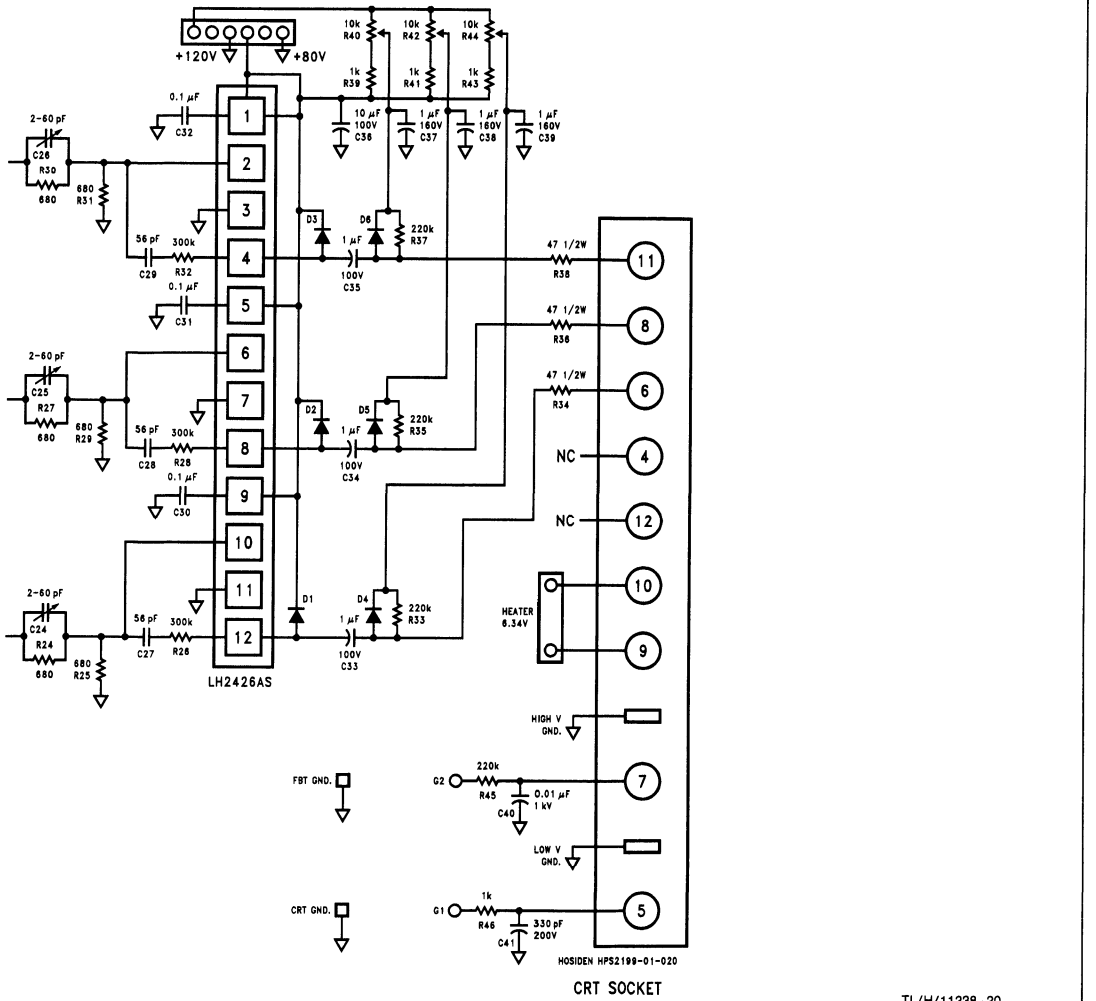 10k
R40
10k
R42
10k
R44
+120V
+80V
1k
R39
1k
R41
1k
R43
0.1 µF
C32
1
10 µF
100V
C36
1 µF
160V
C37
1 µF
160V
C38
1 µF
160V
C39
2-60 pF
C26
R30
680
2
680
R31
3
D3
D6
220k
R37
56 pF
C29
300k
R32
4
1 µF
100V
C35
47 1/2W
R38
11
0.1 µF
C31
5
47 1/2W
R36
8
6
2-60 pF
C25
R27
680
47 1/2W
R34
6
7
680
R29
D2
D5
220k
R35
56 pF
C28
300k
R28
8
1 µF
100V
C34
NC
4
0.1 µF
C30
9
NC
12
10
2-60 pF
C24
R24
680
11
D1
D4
220k
R33
HEATER
6.34V
10
9
680
R25
56 pF
C27
300k
R26
12
1 µF
100V
C33
LH2426AS
HIGH V
GND.
FBT GND.
G2
220k
R45
C40
0.01 µF
1 kV
7
LOW V
GND.
CRT GND.
G1
1k
R46
C41
330 pF
200V
5
HOSIDEN HPS2199-01-020
CRT SOCKET
TL/H/11238-20